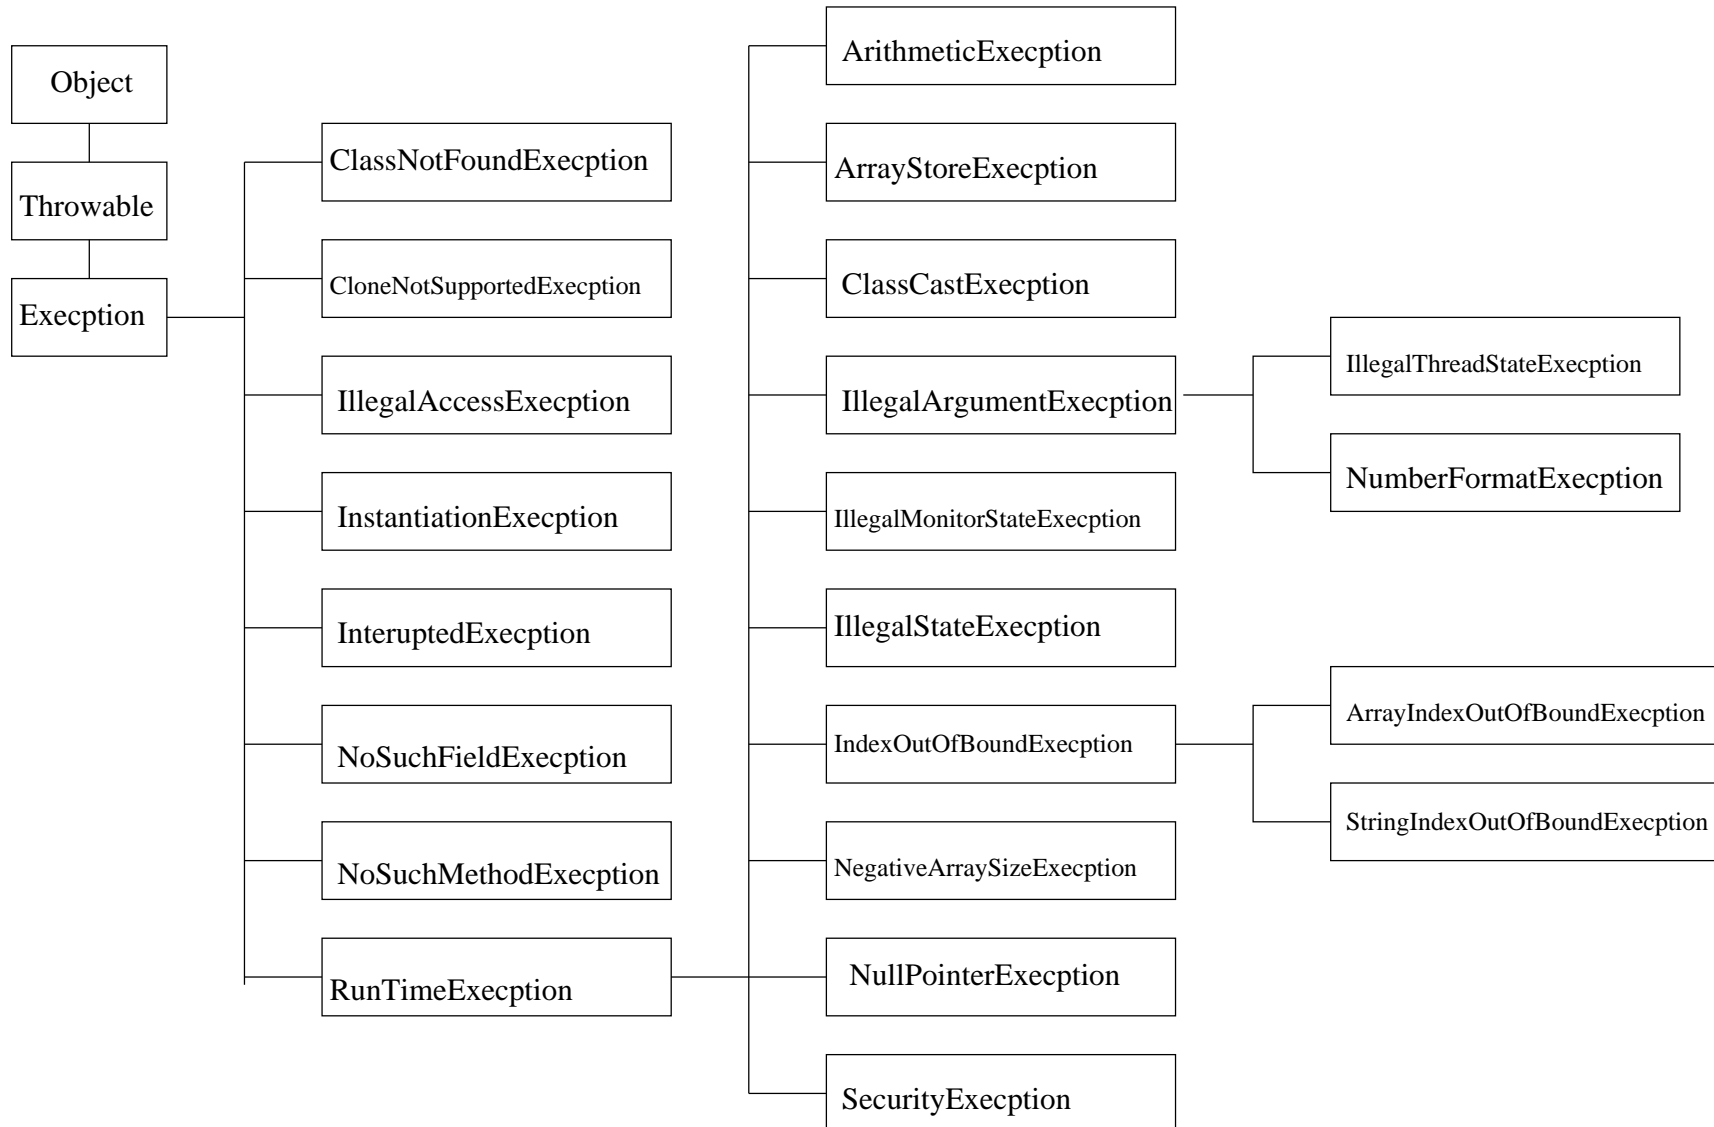 Object
Throwable
Execption
ClassNotFoundExecption
CloneNotSupportedExecption
IllegalAccessExecption
InstantiationExecption
InteruptedExecption
NoSuchFieldExecption
NoSuchMethodExecption
RunTimeExecption
ArithmeticExecption
ArrayStoreExecption
ClassCastExecption
IllegalArgumentExecption
IllegalMonitorStateExecption
IllegalStateExecption
IndexOutOfBoundExecption
NegativeArraySizeExecption
NullPointerExecption
SecurityExecption
IllegalThreadStateExecption
NumberFormatExecption
ArrayIndexOutOfBoundExecption
StringIndexOutOfBoundExecption